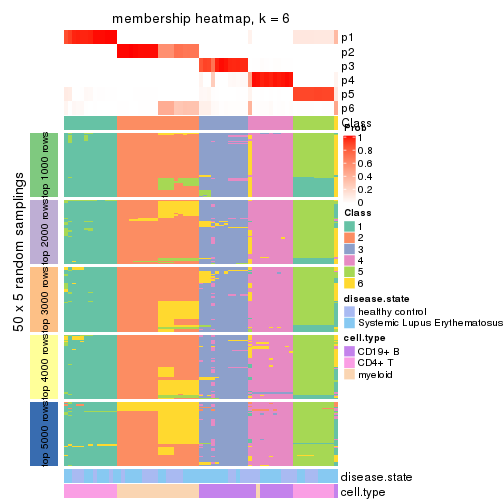 membership heatmap, k = 6
p1
p2
p3
p4
p5
p6
Class
50 x 5 random samplings
top 1000 rows
top 2000 rows
top 3000 rows
top 4000 rows
top 5000 rows
disease.state
cell.type
Prob
1
0.8
0.6
0.4
0.2
0
Class
1
2
3
4
5
6
disease.state
healthy control
Systemic Lupus Erythematosus
cell.type
CD19+ B
CD4+ T
myeloid